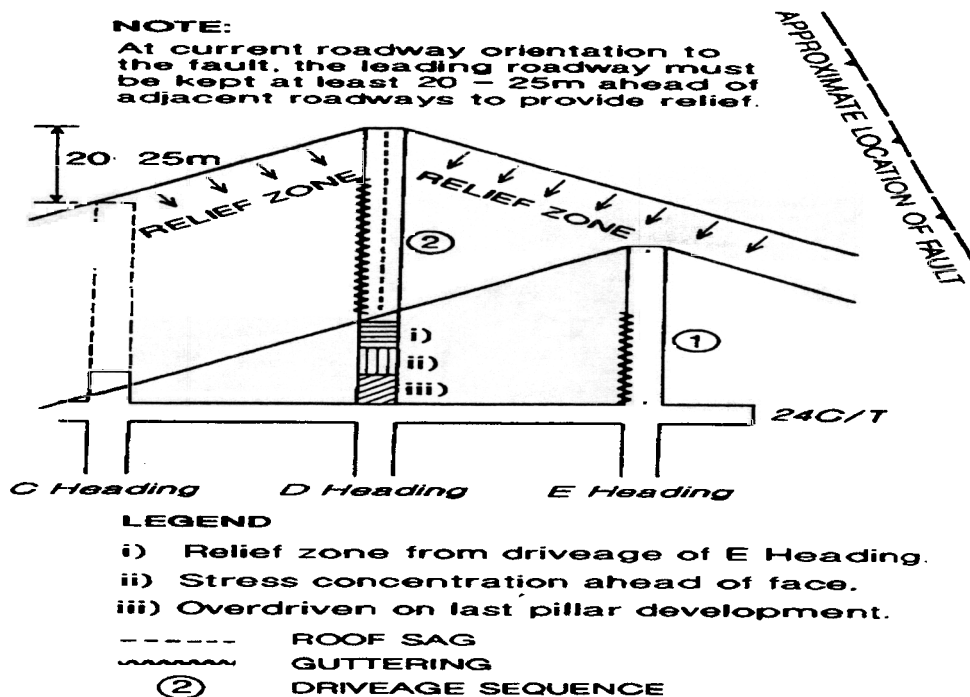 NOTE:
At current roadway orientation to
the fault, the leading roadway must
be kept at least 20 – 25m ahead of
adjacent roadways to provide relief.
APPROXIMATE LOCATION OF FAULT
20 25m
RELIEF ZONE
RELIEF ZONE
②
①
i)
ii)
iii)
24C/T
C Heading
D Heading
E Heading
LEGEND
i) Relief zone from driveage of E Heading.
ii) Stress concentration ahead of face.
iii) Overdriven on last pillar development.
ROOF SAG
GUTTERING
② DRIVEAGE SEQUENCE